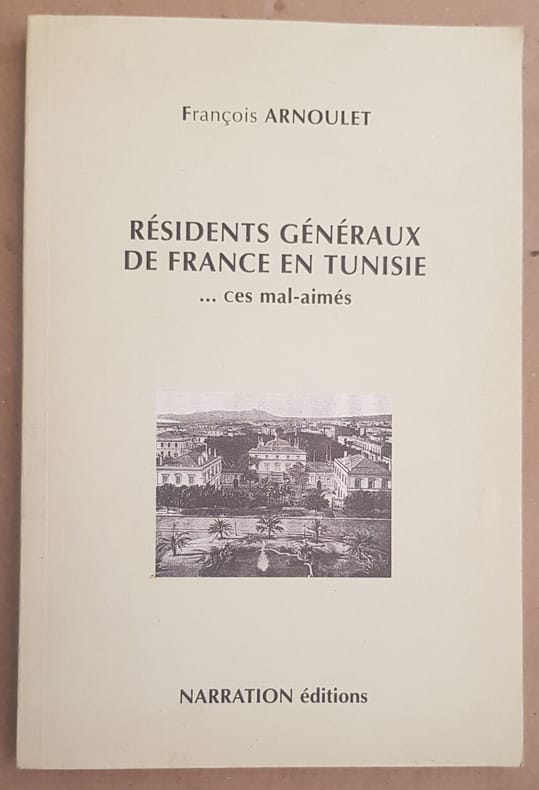 François ARNOULET
RÉSIDENTS GÉNÉRAUX
DE FRANCE EN TUNISIE
... ces mal-aimés
NARRATION éditions